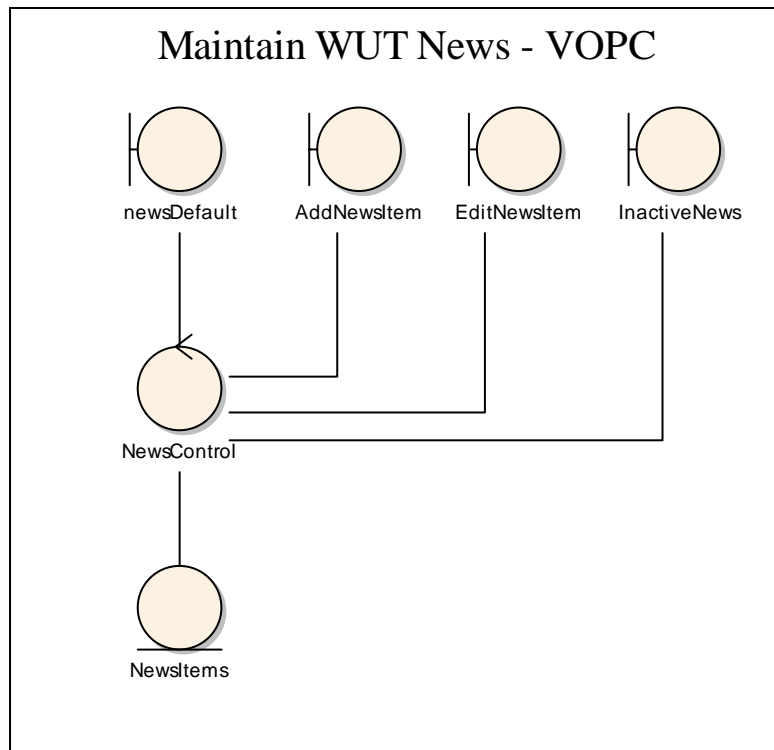 Maintain WUT News - VOPC
newsDefault
AddNewsItem
EditNewsItem
InactiveNews
NewsControl
NewsItems